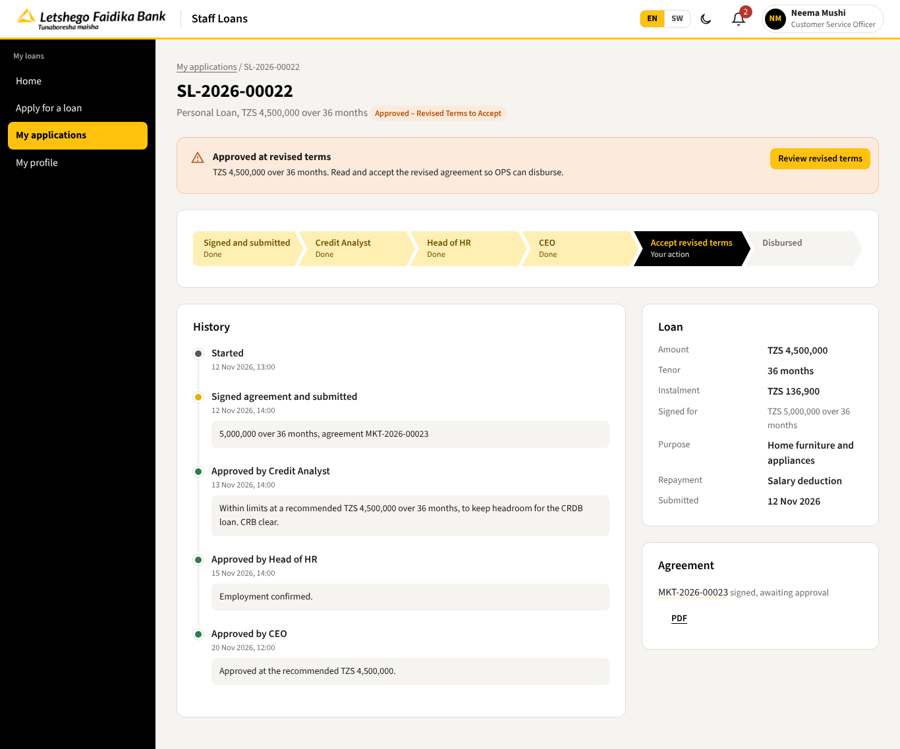 Letshego Faidika Bank
Tunaboresha maisha
Staff Loans
EN SW
2
NM
Neema Mushi
Customer Service Officer
My loans
Home
Apply for a loan
My applications
My profile
My applications / SL-2026-00022
SL-2026-00022
Personal Loan, TZS 4,500,000 over 36 months Approved – Revised Terms to Accept
Approved at revised terms
TZS 4,500,000 over 36 months. Read and accept the revised agreement so OPS can disburse.
Review revised terms
Signed and submitted
Done
Credit Analyst
Done
Head of HR
Done
CEO
Done
Accept revised terms
Your action
Disbursed
History
Started
12 Nov 2026, 13:00
Signed agreement and submitted
12 Nov 2026, 14:00
5,000,000 over 36 months, agreement MKT-2026-00023
Approved by Credit Analyst
13 Nov 2026, 14:00
Within limits at a recommended TZS 4,500,000 over 36 months, to keep headroom for the CRDB
loan. CRB clear.
Approved by Head of HR
15 Nov 2026, 14:00
Employment confirmed.
Approved by CEO
20 Nov 2026, 12:00
Approved at the recommended TZS 4,500,000.
Loan
Amount TZS 4,500,000
Tenor 36 months
Instalment TZS 136,900
Signed for TZS 5,000,000 over 36
months
Purpose Home furniture and
appliances
Repayment Salary deduction
Submitted 12 Nov 2026
Agreement
MKT-2026-00023 signed, awaiting approval
PDF